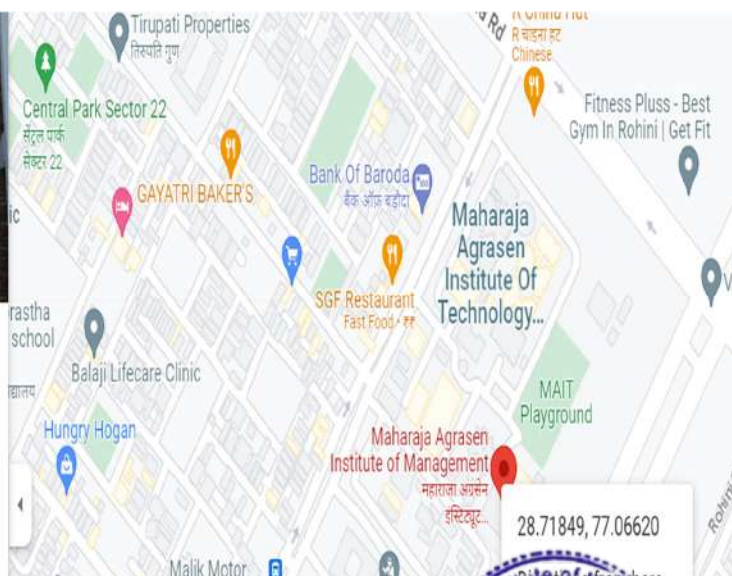 Tirupati Properties
तिरुपति गुण
R चाइना हट
Chinese
Central Park Sector 22
सेंट्रल पार्क
सेक्टर 22
Fitness Pluss - Best
Gym In Rohini | Get Fit
GAYATRI BAKER'S
Bank Of Baroda
बैंक ऑफ़ बड़ौदा
Maharaja
Agrasen
Institute Of
Technology...
SGF Restaurant
Fast Food • ₹₹
rastha
school
Balaji Lifecare Clinic
MAIT
Playground
Hungry Hogan
Maharaja Agrasen
Institute of Management
महाराजा अग्रसेन
इंस्टिट्यूट...
28.71849, 77.06620
Rohini
Malik Motor